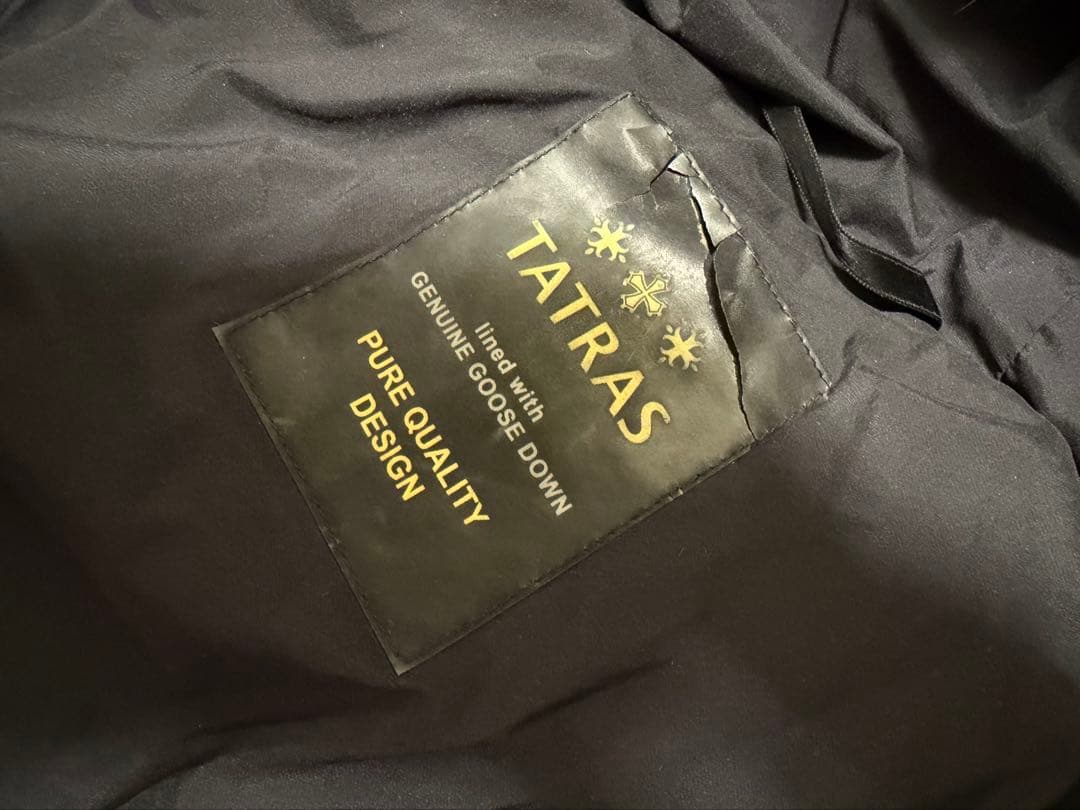 TATRAS
lined with
GENUINE GOOSE DOWN
PURE QUALITY
DESIGN